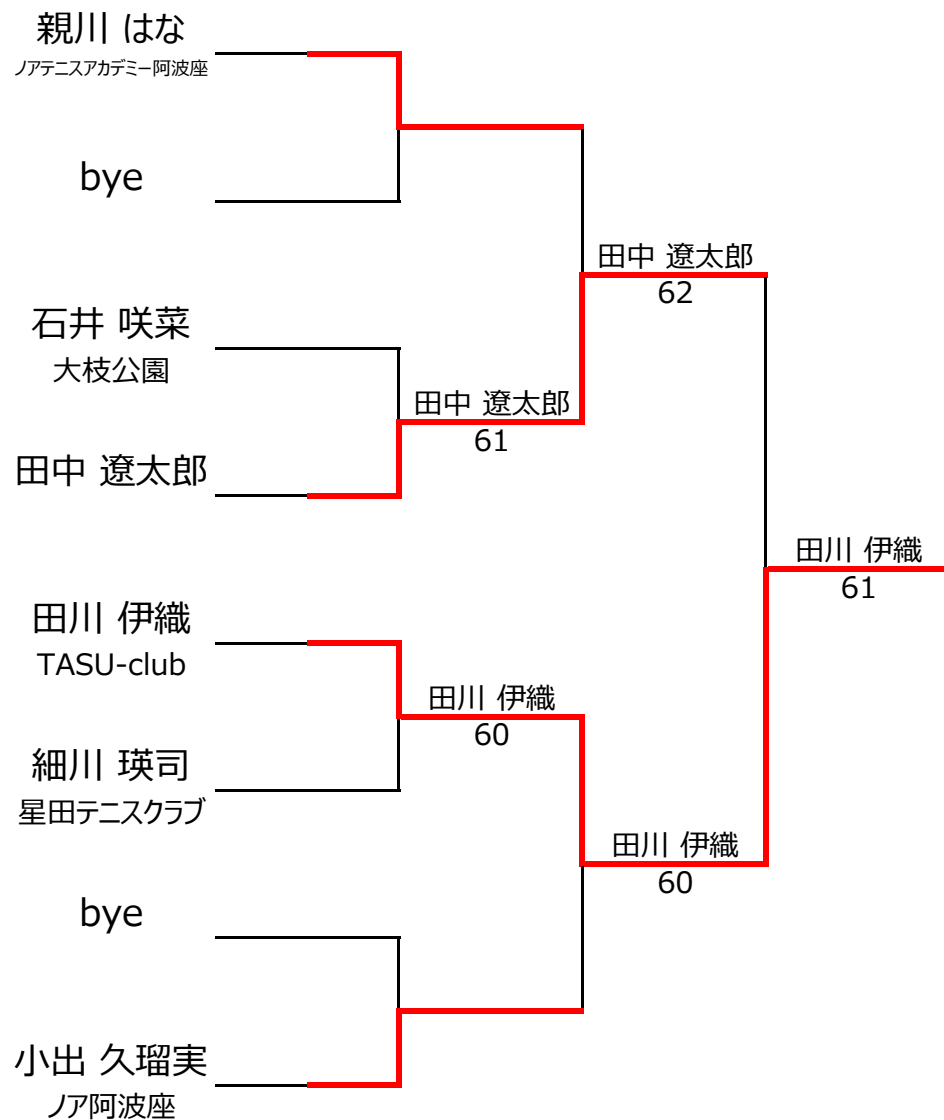 親川 はな
ノアテニスアカデミー阿波座
bye
田中 遼太郎
62
石井 咲菜
大枝公園
田中 遼太郎
61
田中 遼太郎
田川 伊織
61
田川 伊織
TASU-club
田川 伊織
60
細川 瑛司
星田テニスクラブ
田川 伊織
60
bye
小出 久瑠実
ノア阿波座